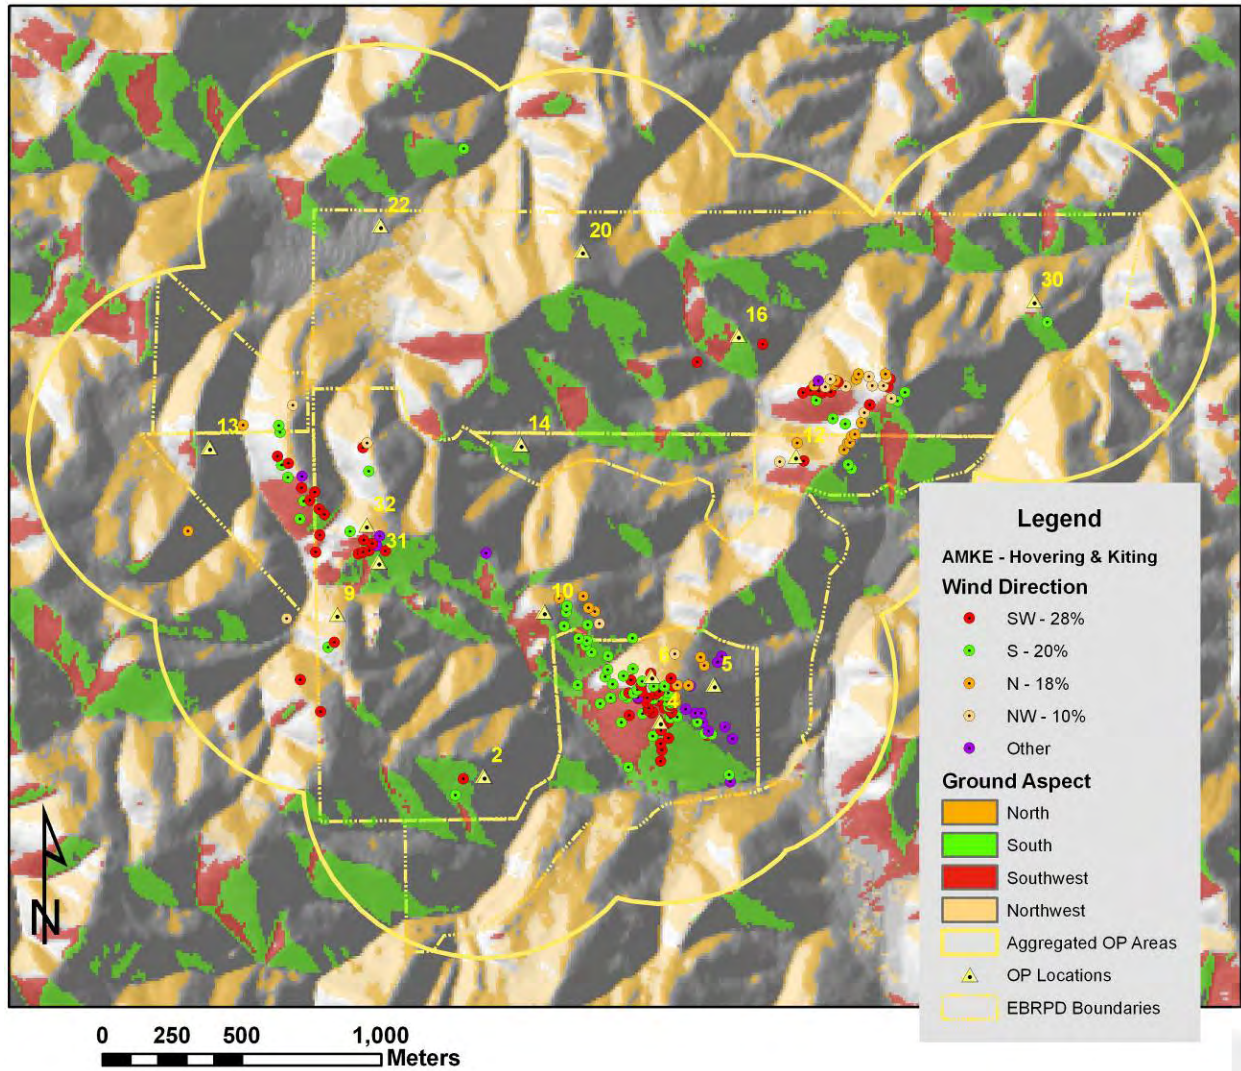 22
20
30
16
13
14
12
32
31
9
10
6
5
4
2
N
Legend
AMKE - Hovering & Kiting
Wind Direction
SW - 28%
S - 20%
N - 18%
NW - 10%
Other
Ground Aspect
North
South
Southwest
Northwest
Aggregated OP Areas
OP Locations
EBRPD Boundaries
0 250 500 1,000
Meters